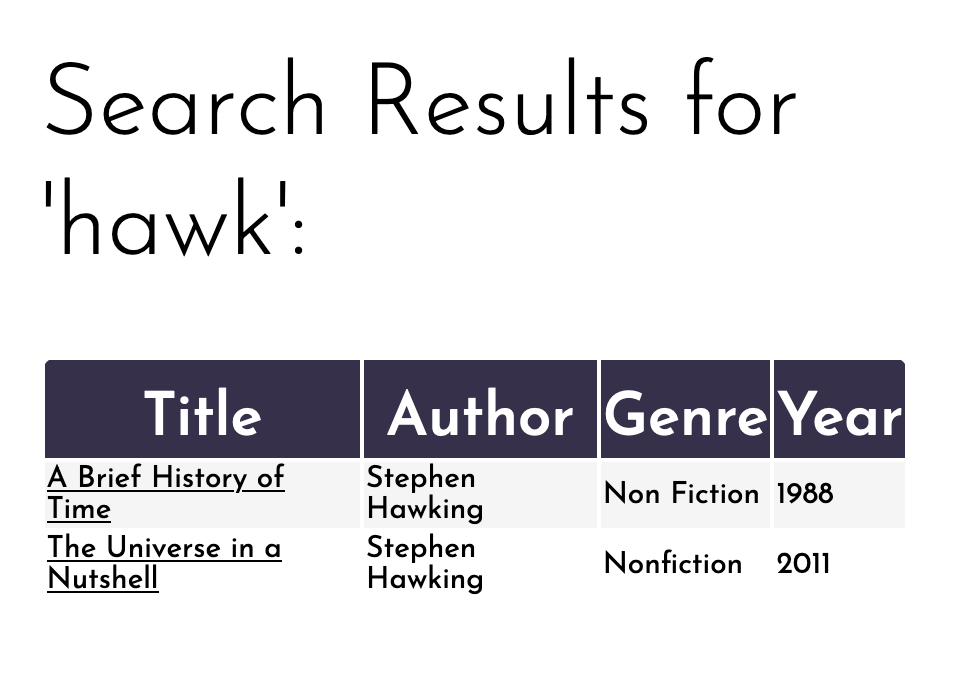 Search Results for
'hawk':
Title Author Genre Year
A Brief History of Time Stephen Hawking Non Fiction 1988
The Universe in a Nutshell Stephen Hawking Nonfiction 2011